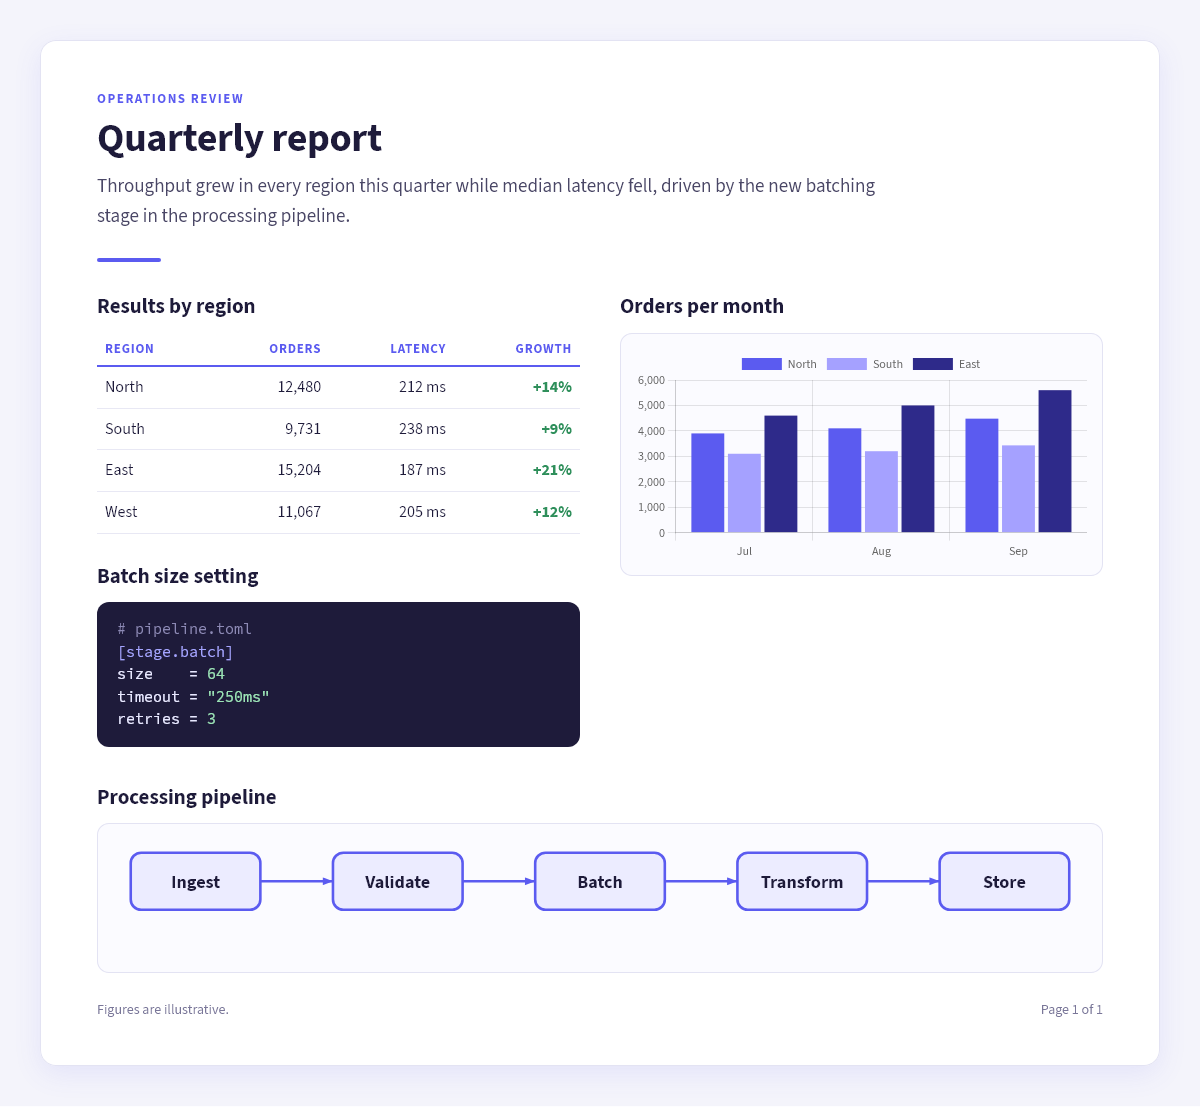 OPERATIONS REVIEW
Quarterly report
Throughput grew in every region this quarter while median latency fell, driven by the new batching
stage in the processing pipeline.
Results by region
REGION ORDERS LATENCY GROWTH
North 12,480 212 ms +14%
South 9,731 238 ms +9%
East 15,204 187 ms +21%
West 11,067 205 ms +12%
Batch size setting
# pipeline.toml
[stage.batch]
size    = 64
timeout = "250ms"
retries = 3
Orders per month
North South East
6,000
5,000
4,000
3,000
2,000
1,000
0
Jul Aug Sep
Processing pipeline
Ingest Validate Batch Transform Store
Figures are illustrative. Page 1 of 1